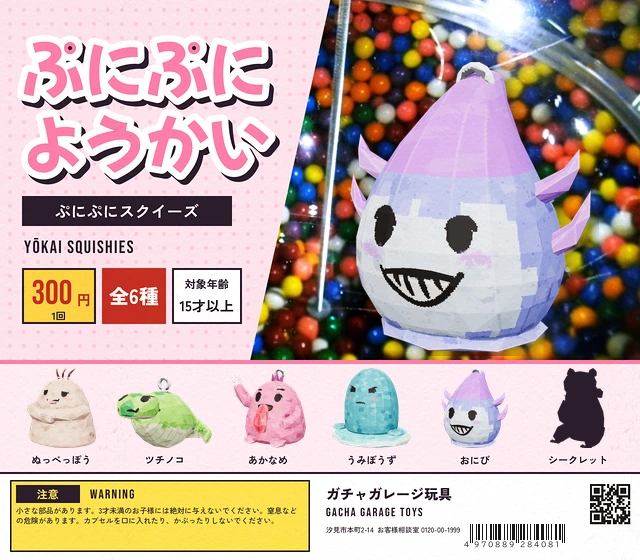 ぷにぷに
ようかい
ぷにぷにスクイーズ
YŌKAI SQUISHIES
300円
1回
全6種
対象年齢
15才以上
ぬっぺっぽう
ツチノコ
あかなめ
うみぼうず
おにび
シークレット
注意 WARNING
小さな部品があります。3才未満のお子様には絶対に与えないでください。窒息など
の危険があります。カプセルを口に入れたり、かぶったりしないでください。
ガチャガレージ玩具
GACHA GARAGE TOYS
汐見市本町2-14 お客様相談室 0120-00-1999
4 970889 284081